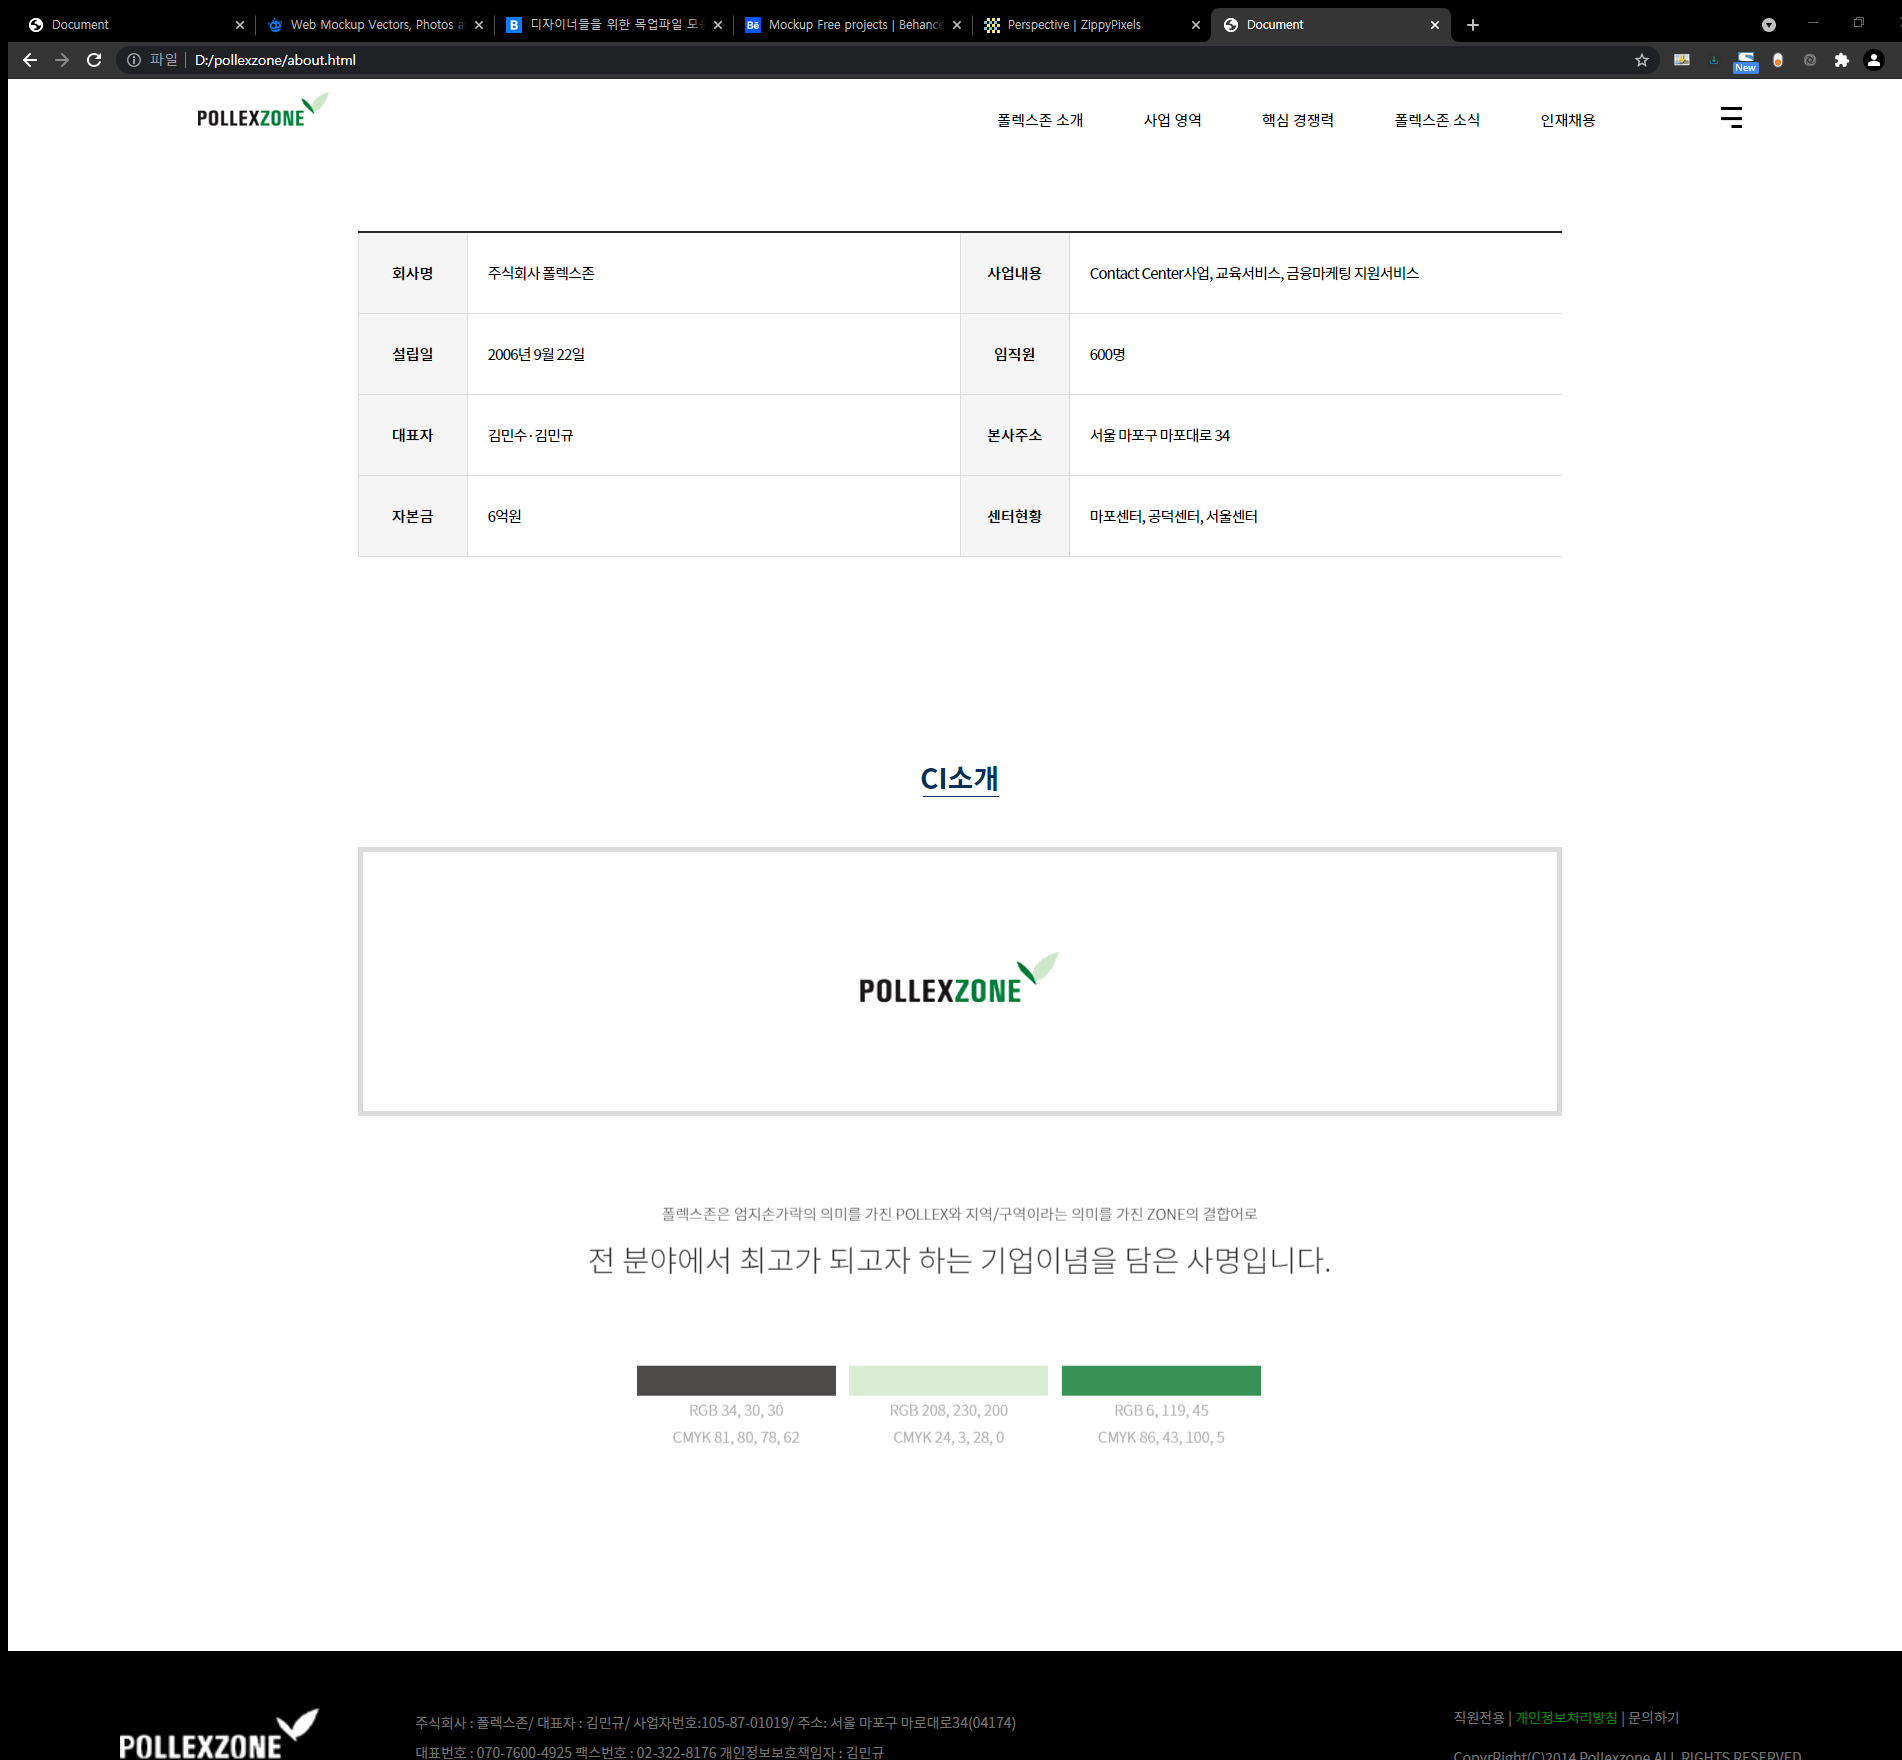 Document
Web Mockup Vectors, Photos a
디자이너들을 위한 목업파일 모음
Mockup Free projects | Behance
Perspective | ZippyPixels
Document
파일
D:/pollexzone/about.html
New
POLLEXZONE
폴렉스존 소개
사업 영역
핵심 경쟁력
폴렉스존 소식
인재채용
회사명
주식회사 폴렉스존
사업내용
Contact Center사업, 교육서비스, 금융마케팅 지원서비스
설립일
2006년 9월 22일
임직원
600명
대표자
김민수·김민규
본사주소
서울 마포구 마포대로 34
자본금
6억원
센터현황
마포센터, 공덕센터, 서울센터
CI소개
POLLEXZONE
폴렉스존은 엄지손가락의 의미를 가진 POLLEX와 지역/구역이라는 의미를 가진 ZONE의 결합어로
전 분야에서 최고가 되고자 하는 기업이념을 담은 사명입니다.
RGB 34, 30, 30
CMYK 81, 80, 78, 62
RGB 208, 230, 200
CMYK 24, 3, 28, 0
RGB 6, 119, 45
CMYK 86, 43, 100, 5
POLLEXZONE
주식회사 : 폴렉스존/ 대표자 : 김민규/ 사업자번호:105-87-01019/ 주소: 서울 마포구 마로대로34(04174)
대표번호 : 070-7600-4925 팩스번호 : 02-322-8176 개인정보보호책임자 : 김민규
직원전용 | 개인정보처리방침 | 문의하기
CopyrRight(C)2014 Pollexzone ALL RIGHTS RESERVED